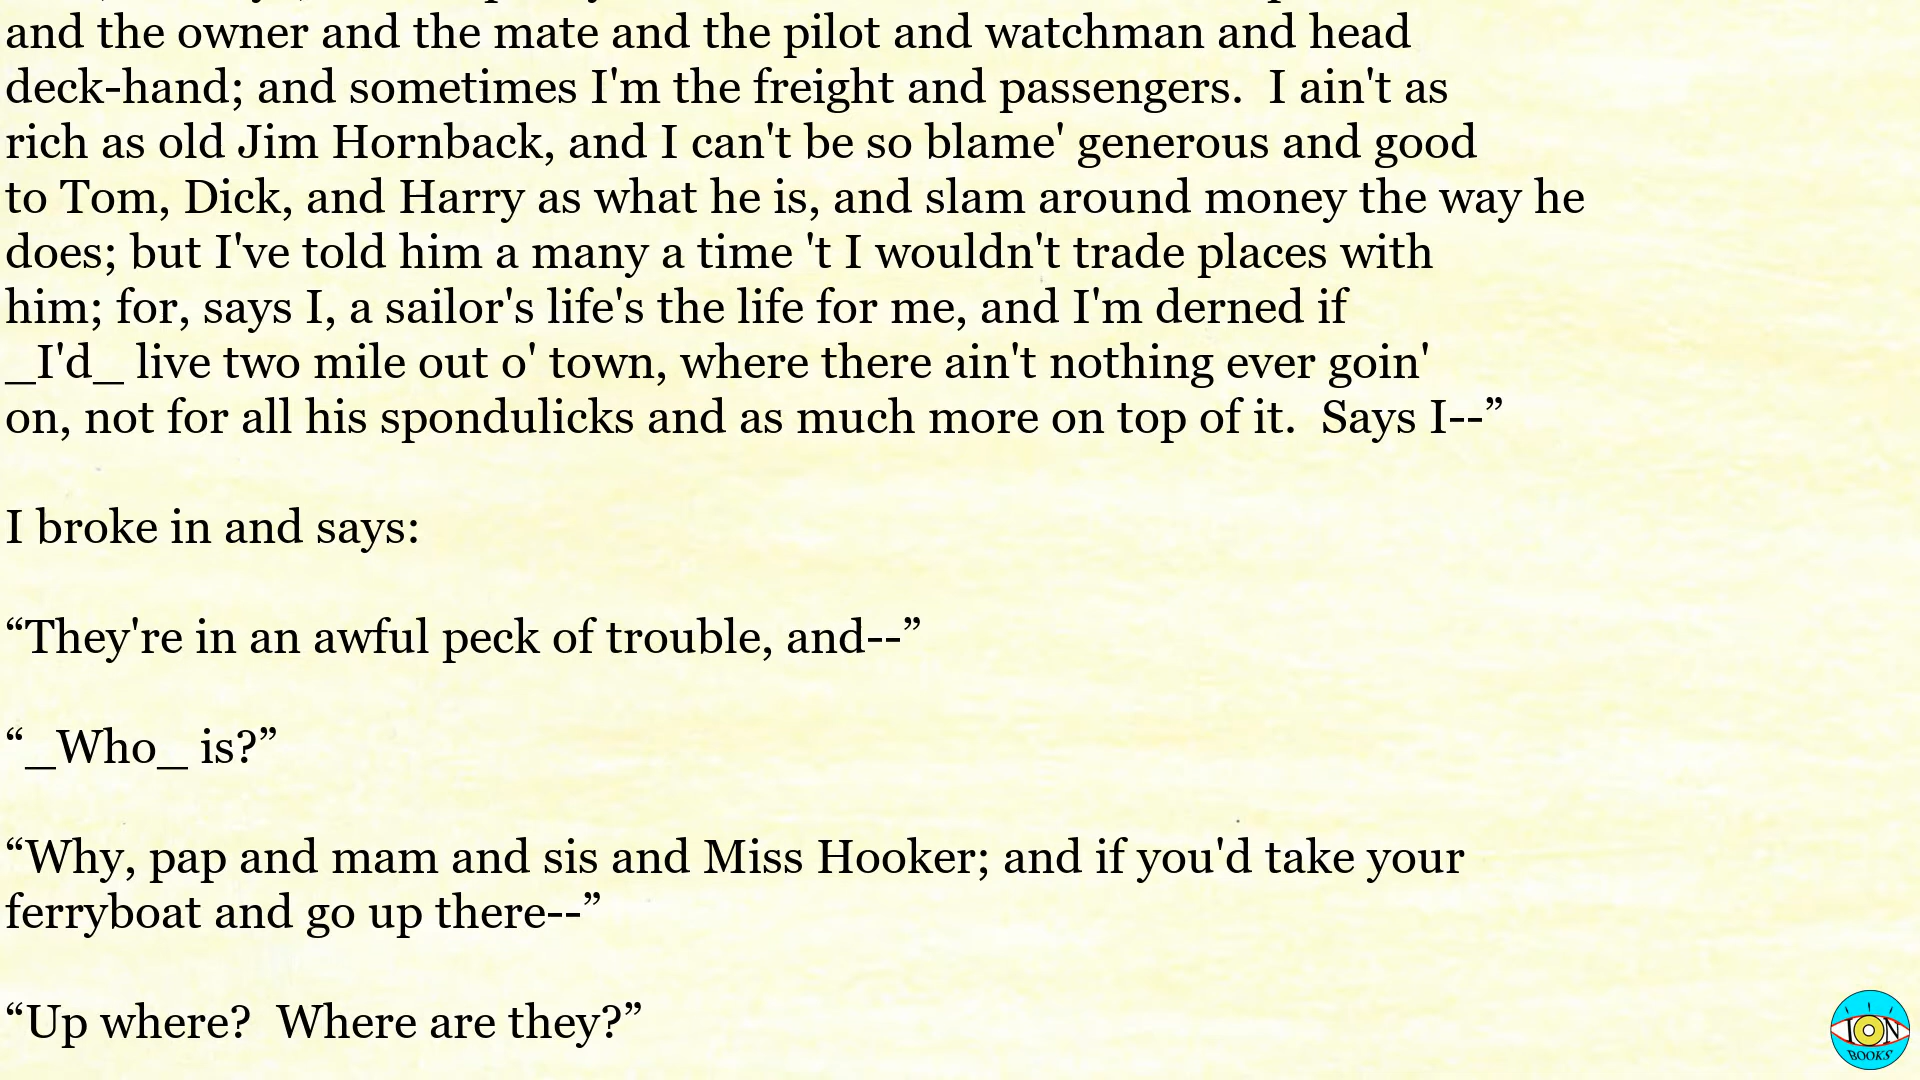 and the owner and the mate and the pilot and watchman and head
deck-hand; and sometimes I'm the freight and passengers.  I ain't as
rich as old Jim Hornback, and I can't be so blame' generous and good
to Tom, Dick, and Harry as what he is, and slam around money the way he
does; but I've told him a many a time 't I wouldn't trade places with
him; for, says I, a sailor's life's the life for me, and I'm derned if
_I'd_ live two mile out o' town, where there ain't nothing ever goin'
on, not for all his spondulicks and as much more on top of it.  Says I--”
I broke in and says:
“They're in an awful peck of trouble, and--”
“_Who_ is?”
“Why, pap and mam and sis and Miss Hooker; and if you'd take your
ferryboat and go up there--”
“Up where?  Where are they?”
ION
BOOKS